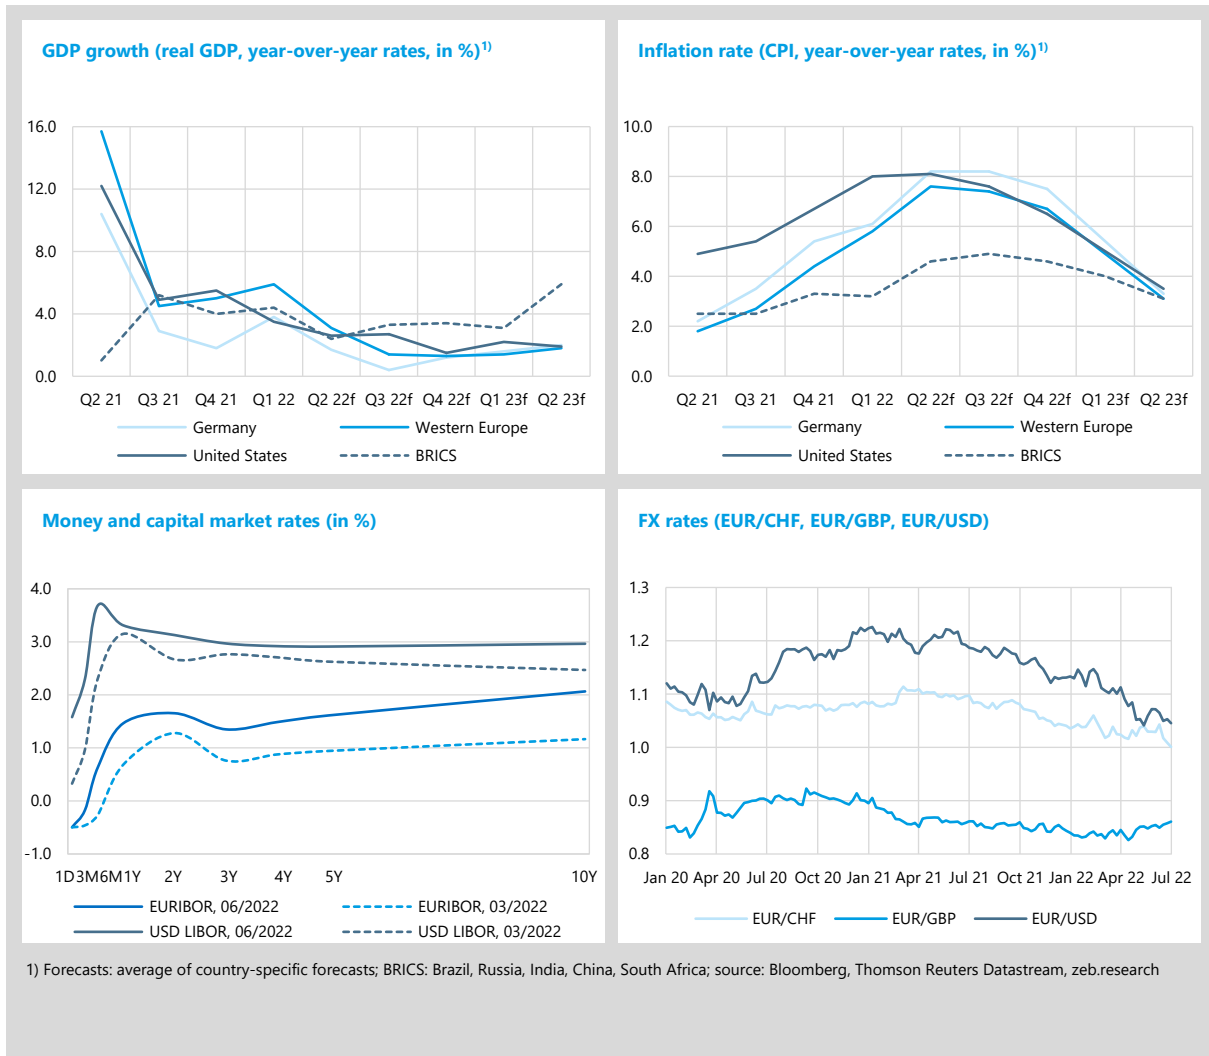 GDP growth (real GDP, year-over-year rates, in %)1)
16.0
12.0
8.0
4.0
0.0
Q2 21 Q3 21 Q4 21 Q1 22 Q2 22f Q3 22f Q4 22f Q1 23f Q2 23f
Germany Western Europe
United States BRICS
Inflation rate (CPI, year-over-year rates, in %)1)
10.0
8.0
6.0
4.0
2.0
0.0
Q2 21 Q3 21 Q4 21 Q1 22 Q2 22f Q3 22f Q4 22f Q1 23f Q2 23f
Germany Western Europe
United States BRICS
Money and capital market rates (in %)
4.0
3.0
2.0
1.0
0.0
-1.0
1D3M6M1Y 2Y 3Y 4Y 5Y 10Y
EURIBOR, 06/2022 EURIBOR, 03/2022
USD LIBOR, 06/2022 USD LIBOR, 03/2022
FX rates (EUR/CHF, EUR/GBP, EUR/USD)
1.3
1.2
1.1
1.0
0.9
0.8
Jan 20 Apr 20 Jul 20 Oct 20 Jan 21 Apr 21 Jul 21 Oct 21 Jan 22 Apr 22 Jul 22
EUR/CHF EUR/GBP EUR/USD
1) Forecasts: average of country-specific forecasts; BRICS: Brazil, Russia, India, China, South Africa; source: Bloomberg, Thomson Reuters Datastream, zeb.research